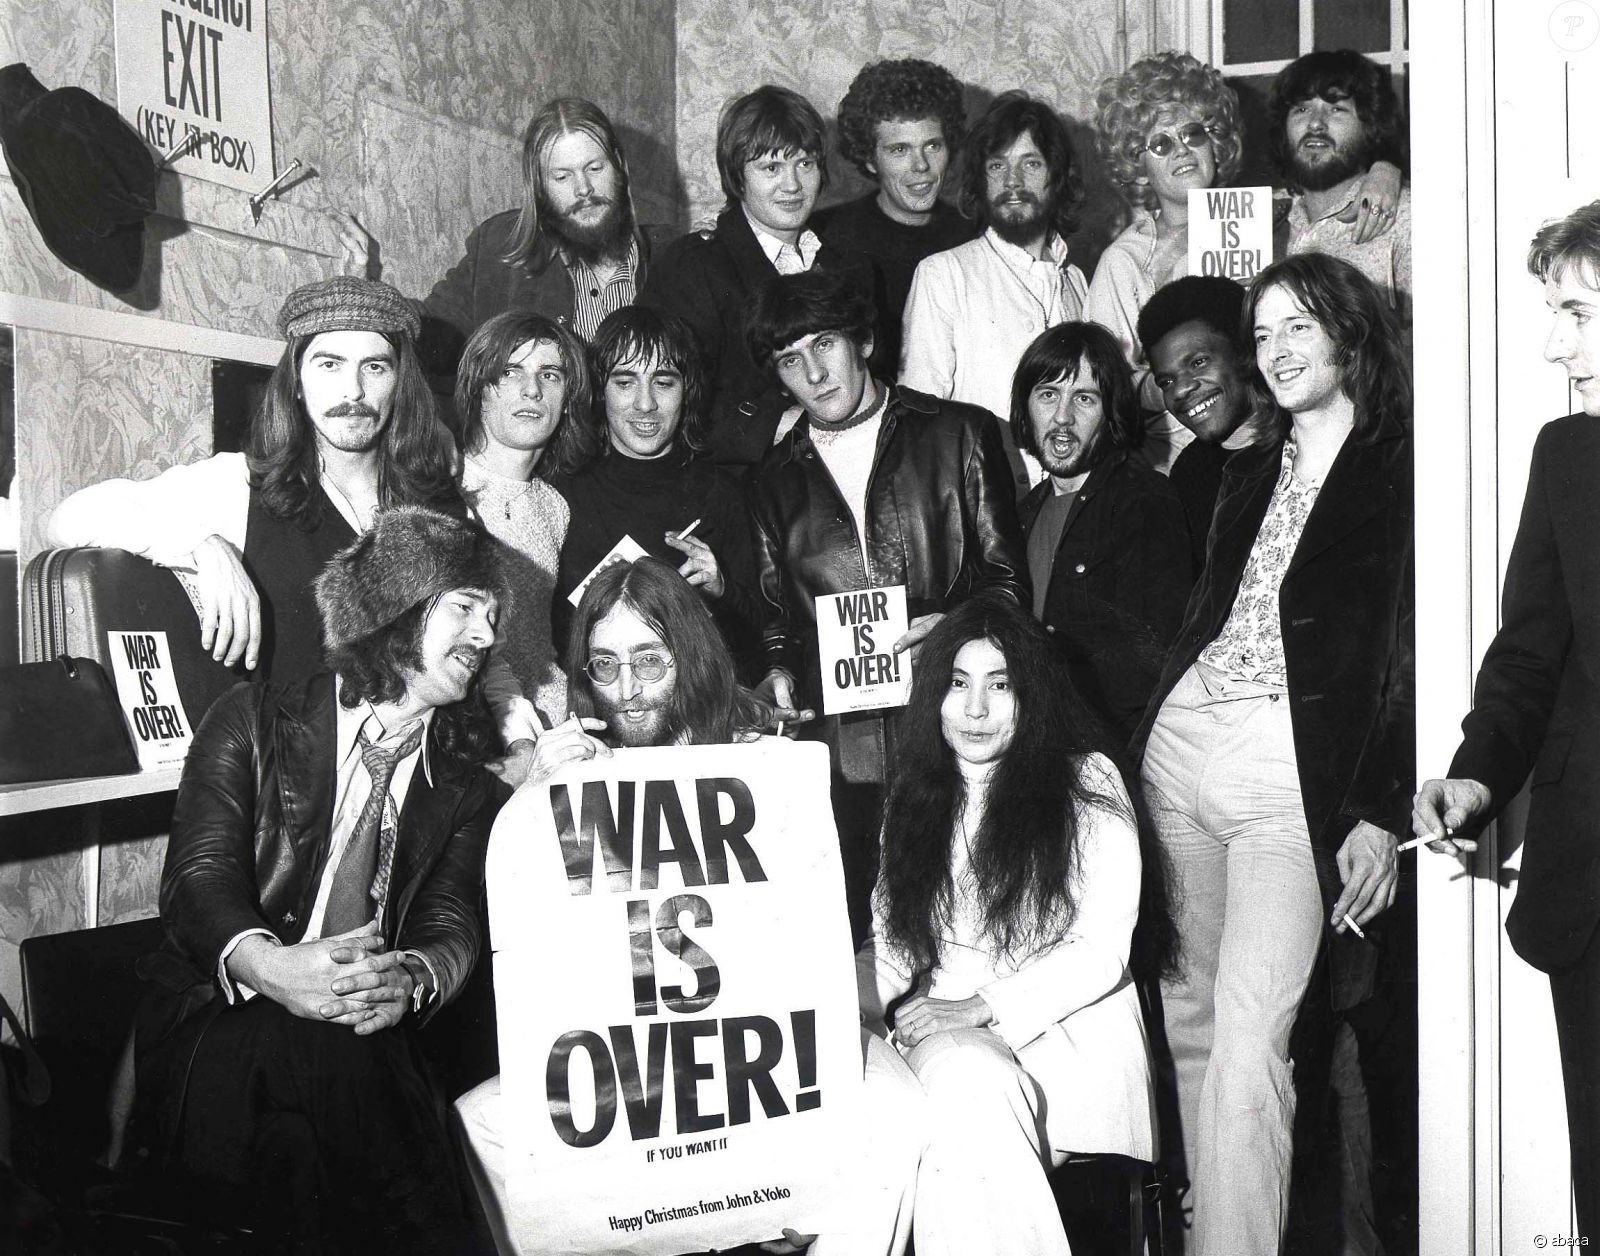 EXIT
(KEY IN BOX)
WAR
IS
OVER!
WAR
IS
OVER!
WAR
IS
OVER!
WAR
IS
OVER!
IF YOU WANT IT
Happy Christmas from John & Yoko
P
© abaca